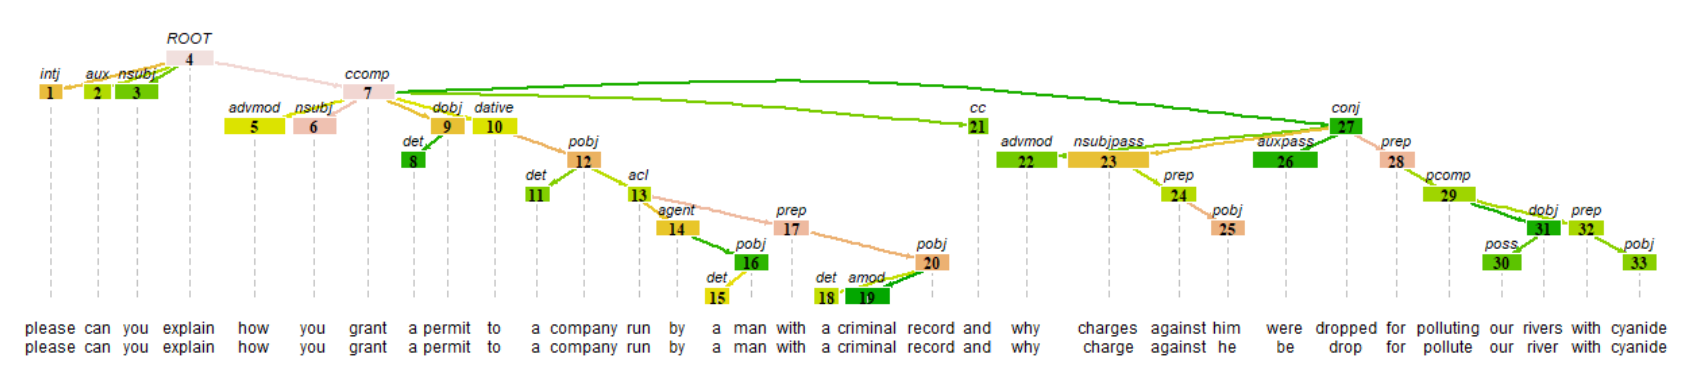 ROOT
4
intj aux nsubj ccomp
1 2 3 7
advmod nsubj dobj dative cc conj
5 6 9 10 21 27
det pobj advmod nsubjpass auxpass prep
8 12 22 23 26 28
det acl prep pcomp
11 13 24 29
agent prep pobj dobj prep
14 17 25 31 32
pobj pobj poss pobj
16 20 30 33
det det amod
15 18 19
please can you explain how you grant a permit to a company run by a man with a criminal record and why charges against him were dropped for polluting our rivers with cyanide
please can you explain how you grant a permit to a company run by a man with a criminal record and why charge against he be drop for pollute our river with cyanide